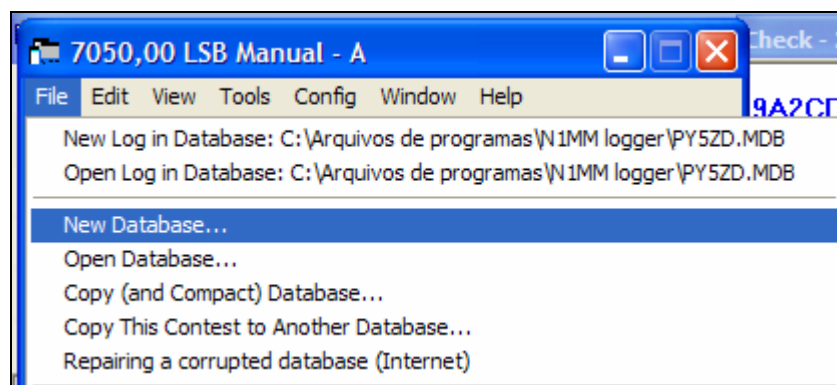 7050,00 LSB Manual - A
Check -
File Edit View Tools Config Window Help
9A2CD
New Log in Database: C:\Arquivos de programas\N1MM logger\PY5ZD.MDB
Open Log in Database: C:\Arquivos de programas\N1MM logger\PY5ZD.MDB
New Database...
Open Database...
Copy (and Compact) Database...
Copy This Contest to Another Database...
Repairing a corrupted database (Internet)